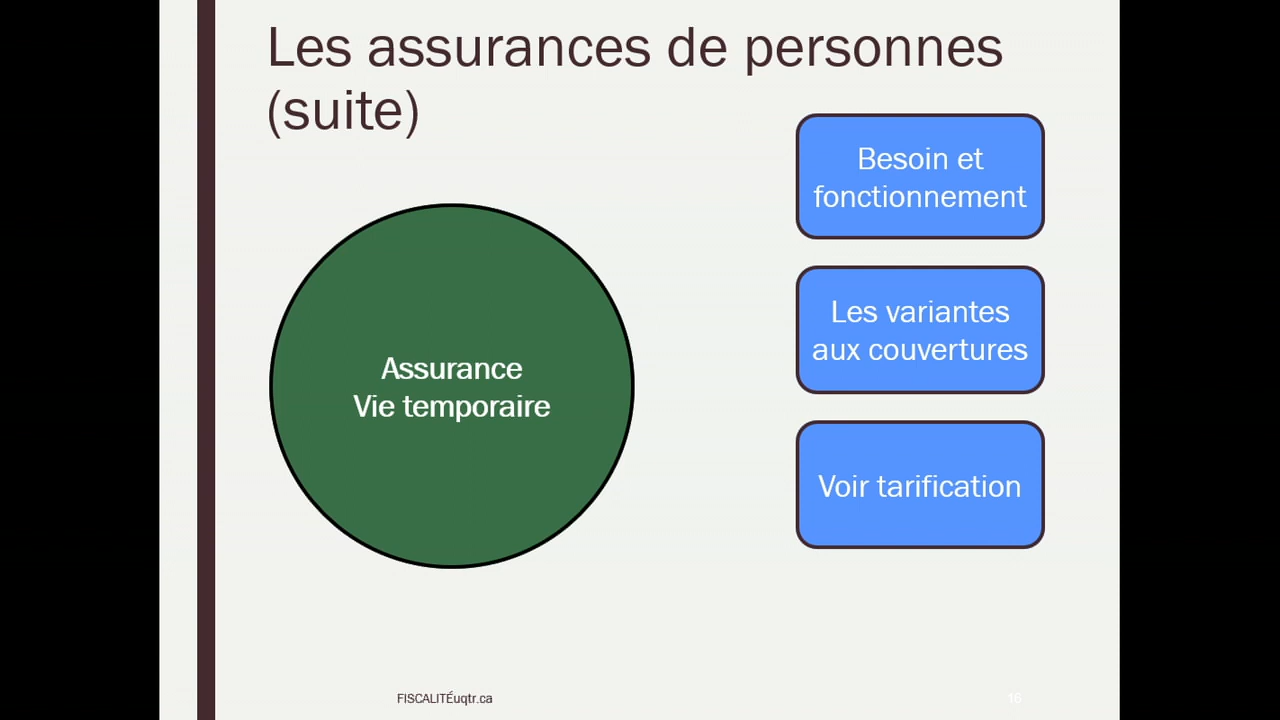 Les assurances de personnes
(suite)
Besoin et
fonctionnement
Assurance
Vie temporaire
Les variantes
aux couvertures
Voir tarification
FISCALITÉuqtr.ca
16